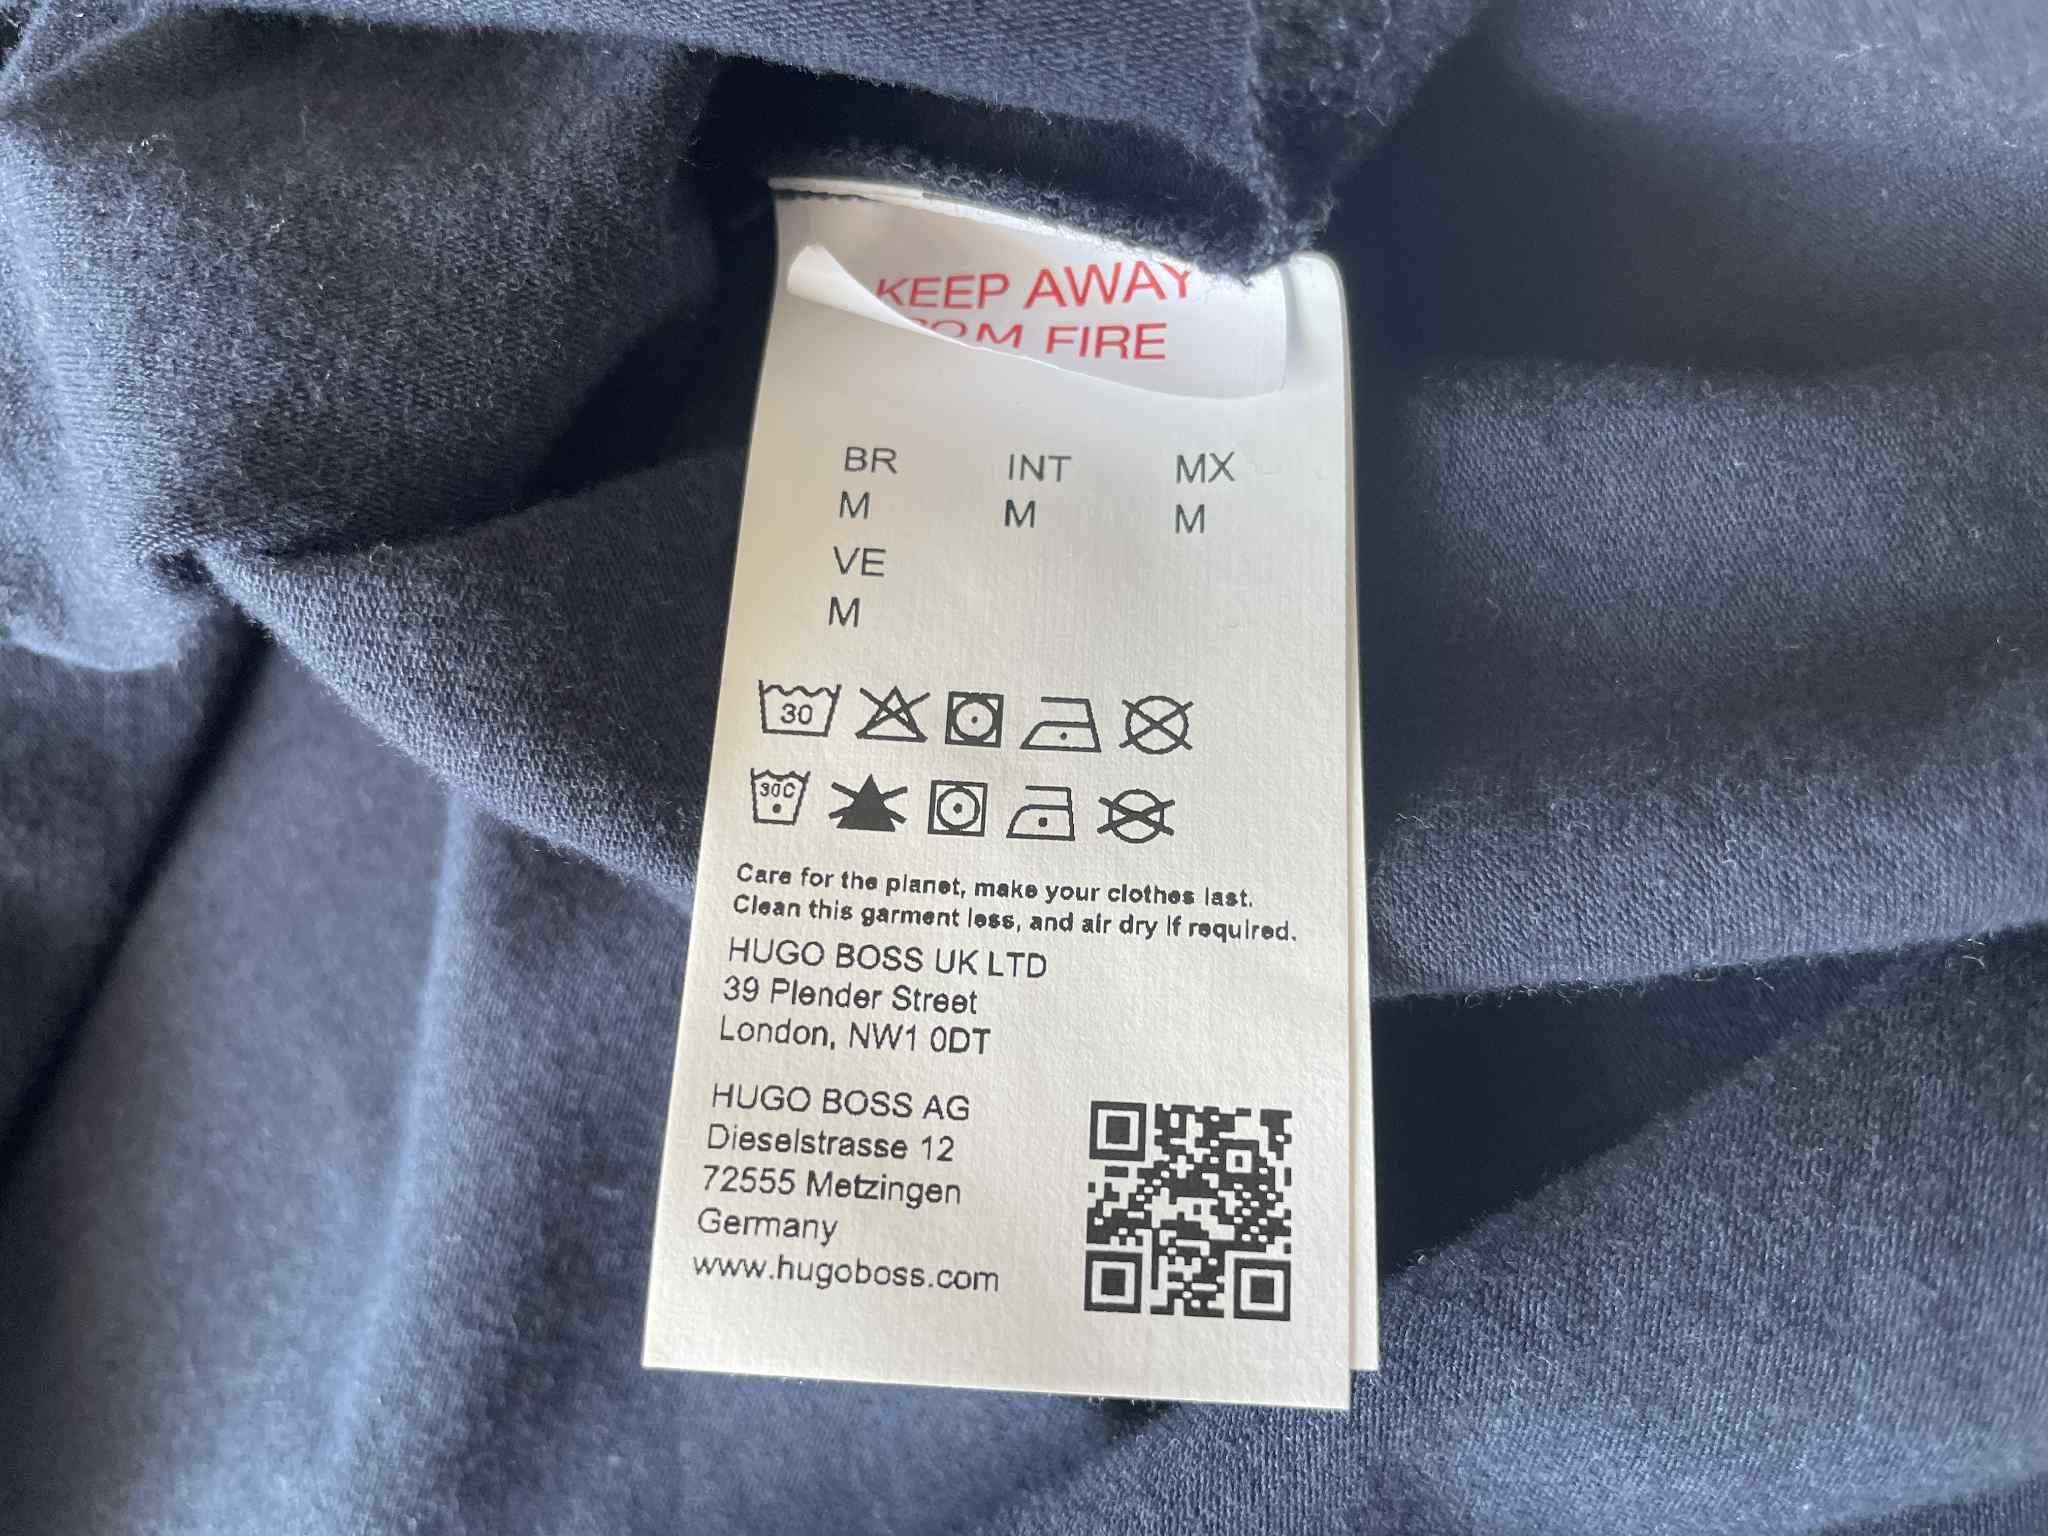 KEEP AWAY
FIRE
BR INT MX
M M M
VE
M
30
30C
Care for the planet, make your clothes last.
Clean this garment less, and air dry if required.
HUGO BOSS UK LTD
39 Plender Street
London, NW1 0DT
HUGO BOSS AG
Dieselstrasse 12
72555 Metzingen
Germany
www.hugoboss.com